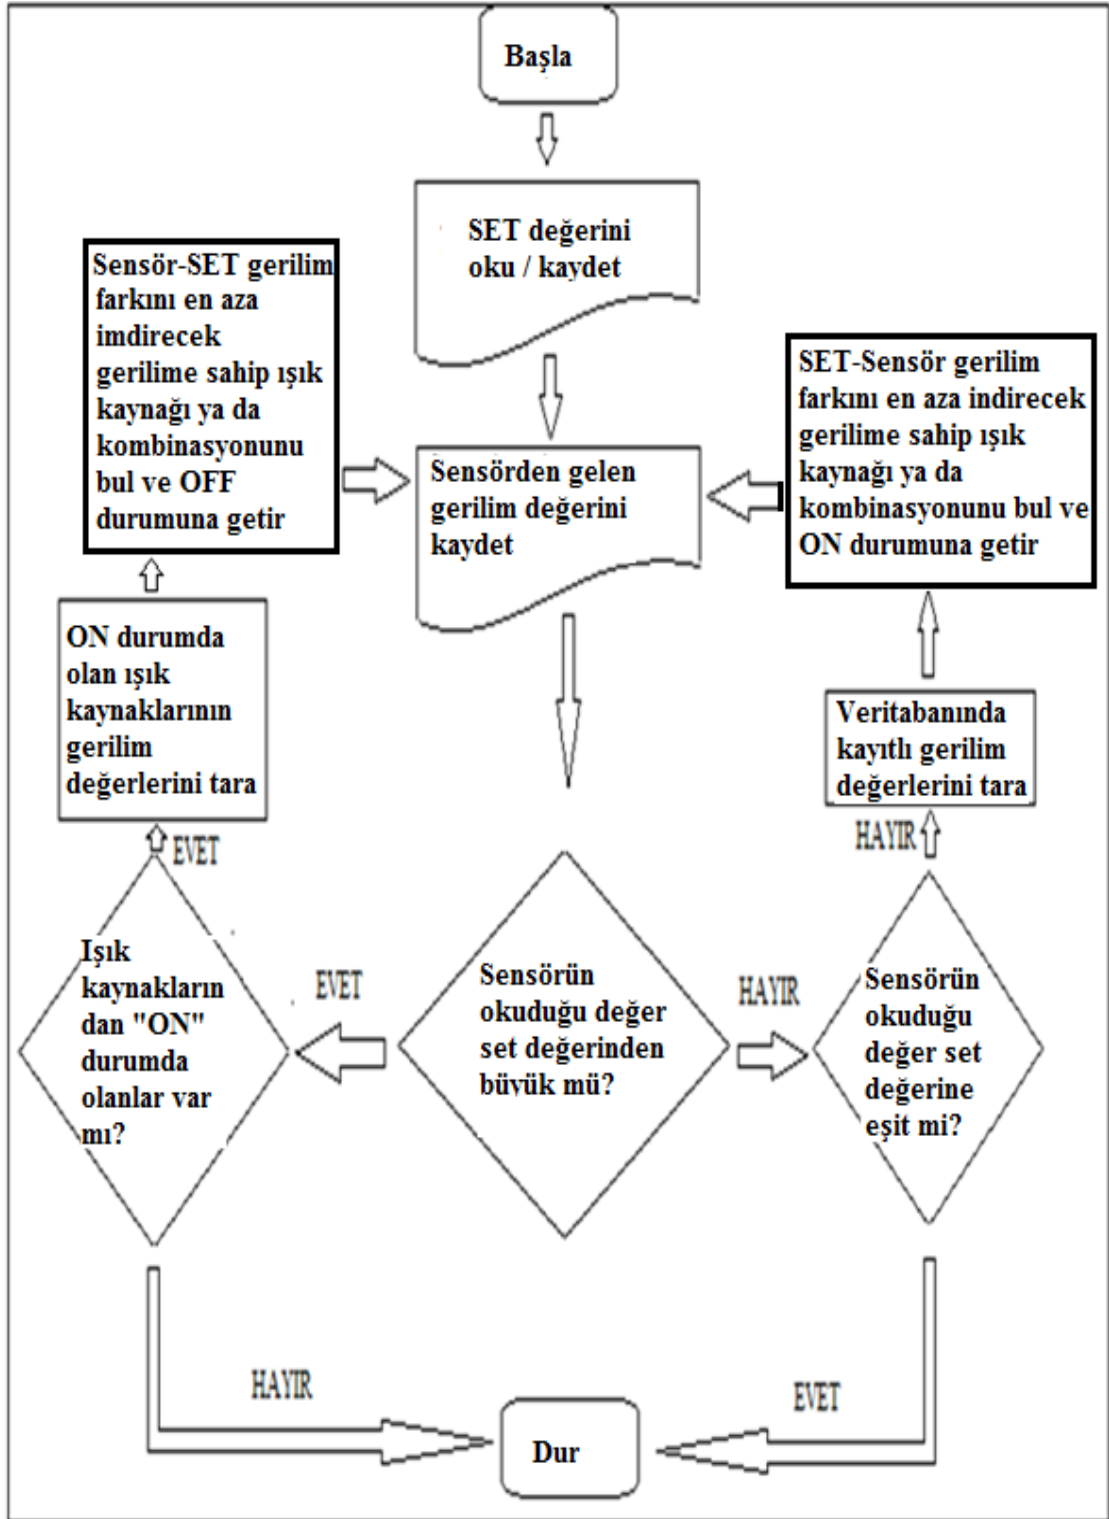 Başla
SET değerini
oku / kaydet
Sensör-SET gerilim
farkını en aza
imdirecek
gerilime sahip ışık
kaynağı ya da
kombinasyonunu
bul ve OFF
durumuna getir
SET-Sensör gerilim
farkını en aza indirecek
gerilime sahip ışık
kaynağı ya da
kombinasyonunu bul ve
ON durumuna getir
Sensörden gelen
gerilim değerini
kaydet
ON durumda
olan ışık
kaynaklarının
gerilim
değerlerini tara
Veritabanında
kayıtlı gerilim
değerlerini tara
EVET
HAYIR
Işık
kaynakların
dan "ON"
durumda
olanlar var
mı?
EVET
Sensörün
okuduğu değer
set değerinden
büyük mü?
HAYIR
Sensörün
okuduğu
değer set
değerine
eşit mi?
HAYIR
EVET
Dur